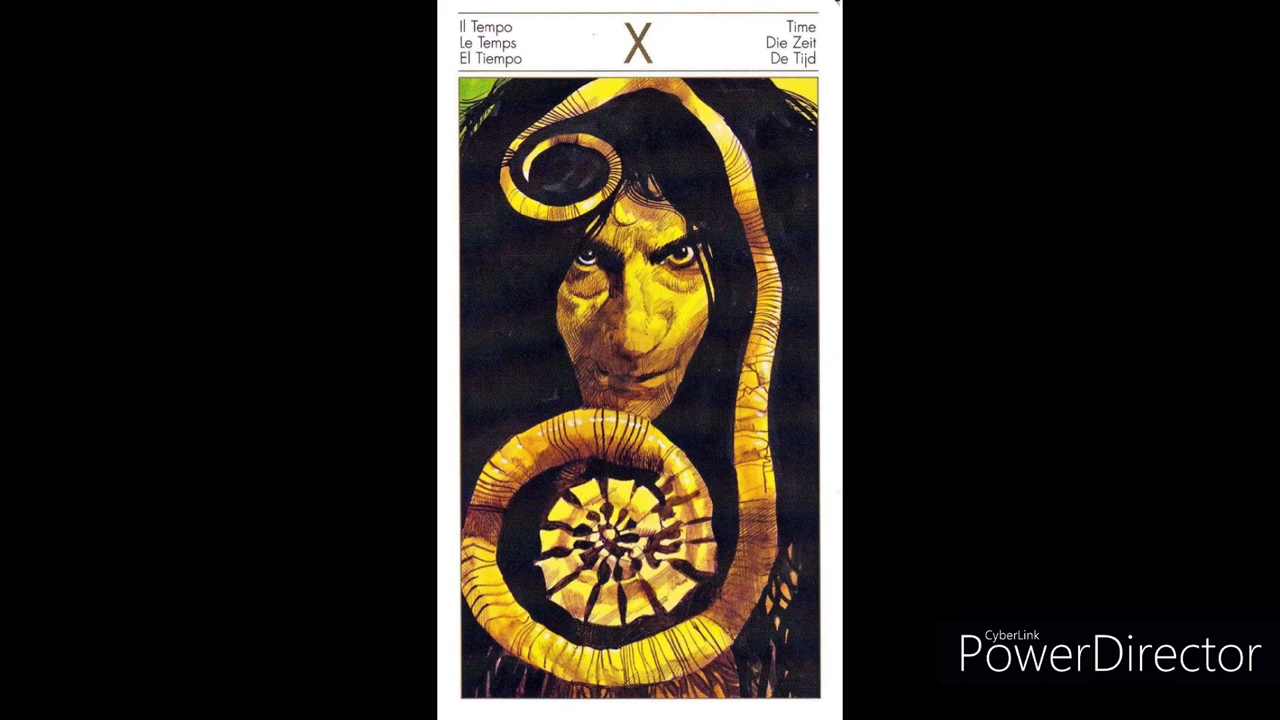 Il Tempo
Le Temps
El Tiempo
X
Time
Die Zeit
De Tijd
CyberLink
PowerDirector